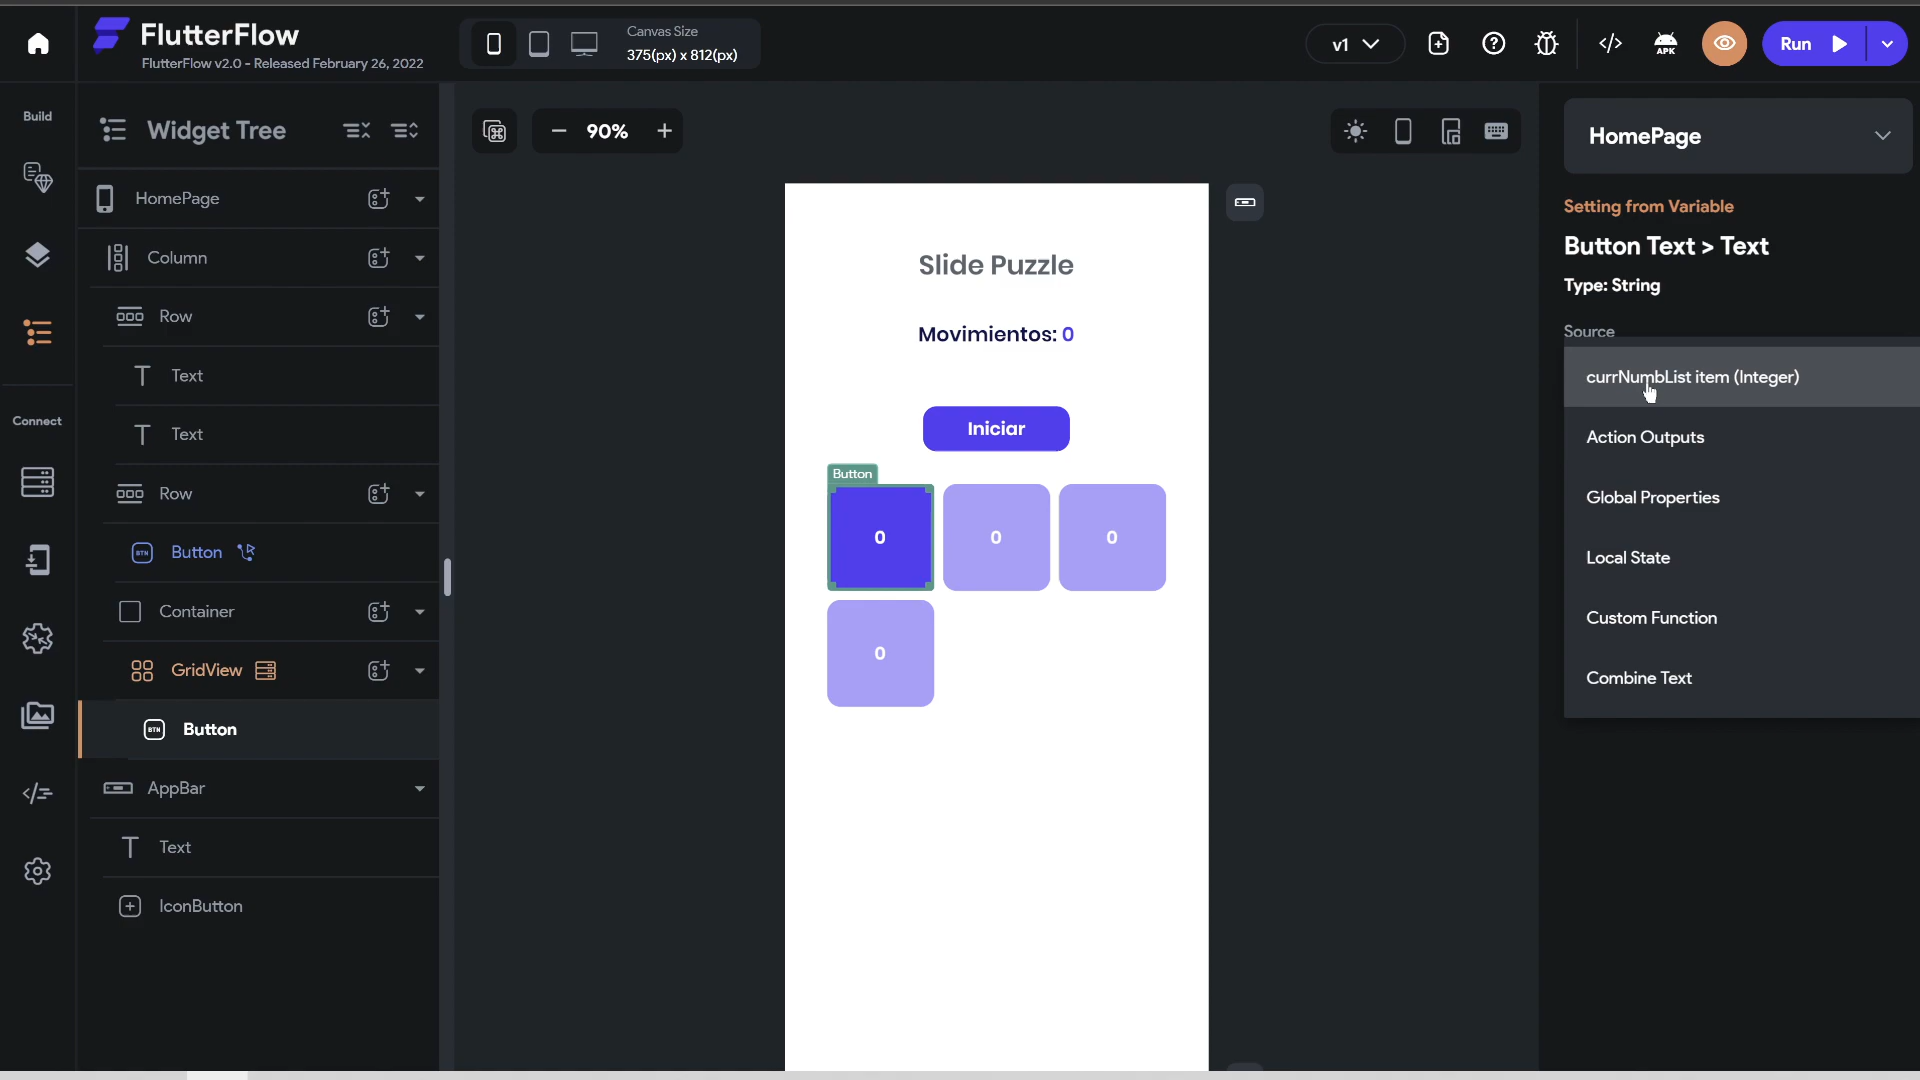 FlutterFlow
FlutterFlow v2.0 - Released February 26, 2022
Canvas Size
375(px) x 812(px)
v1
APK
Run
Build
Connect
Widget Tree
HomePage
Column
Row
Text
Text
Row
BTN Button
Container
GridView
BTN Button
AppBar
Text
IconButton
90%
Slide Puzzle
Movimientos: 0
Iniciar
Button
0 0 0
0
HomePage
Setting from Variable
Button Text > Text
Type: String
Source
currNumbList item (Integer)
Action Outputs
Global Properties
Local State
Custom Function
Combine Text